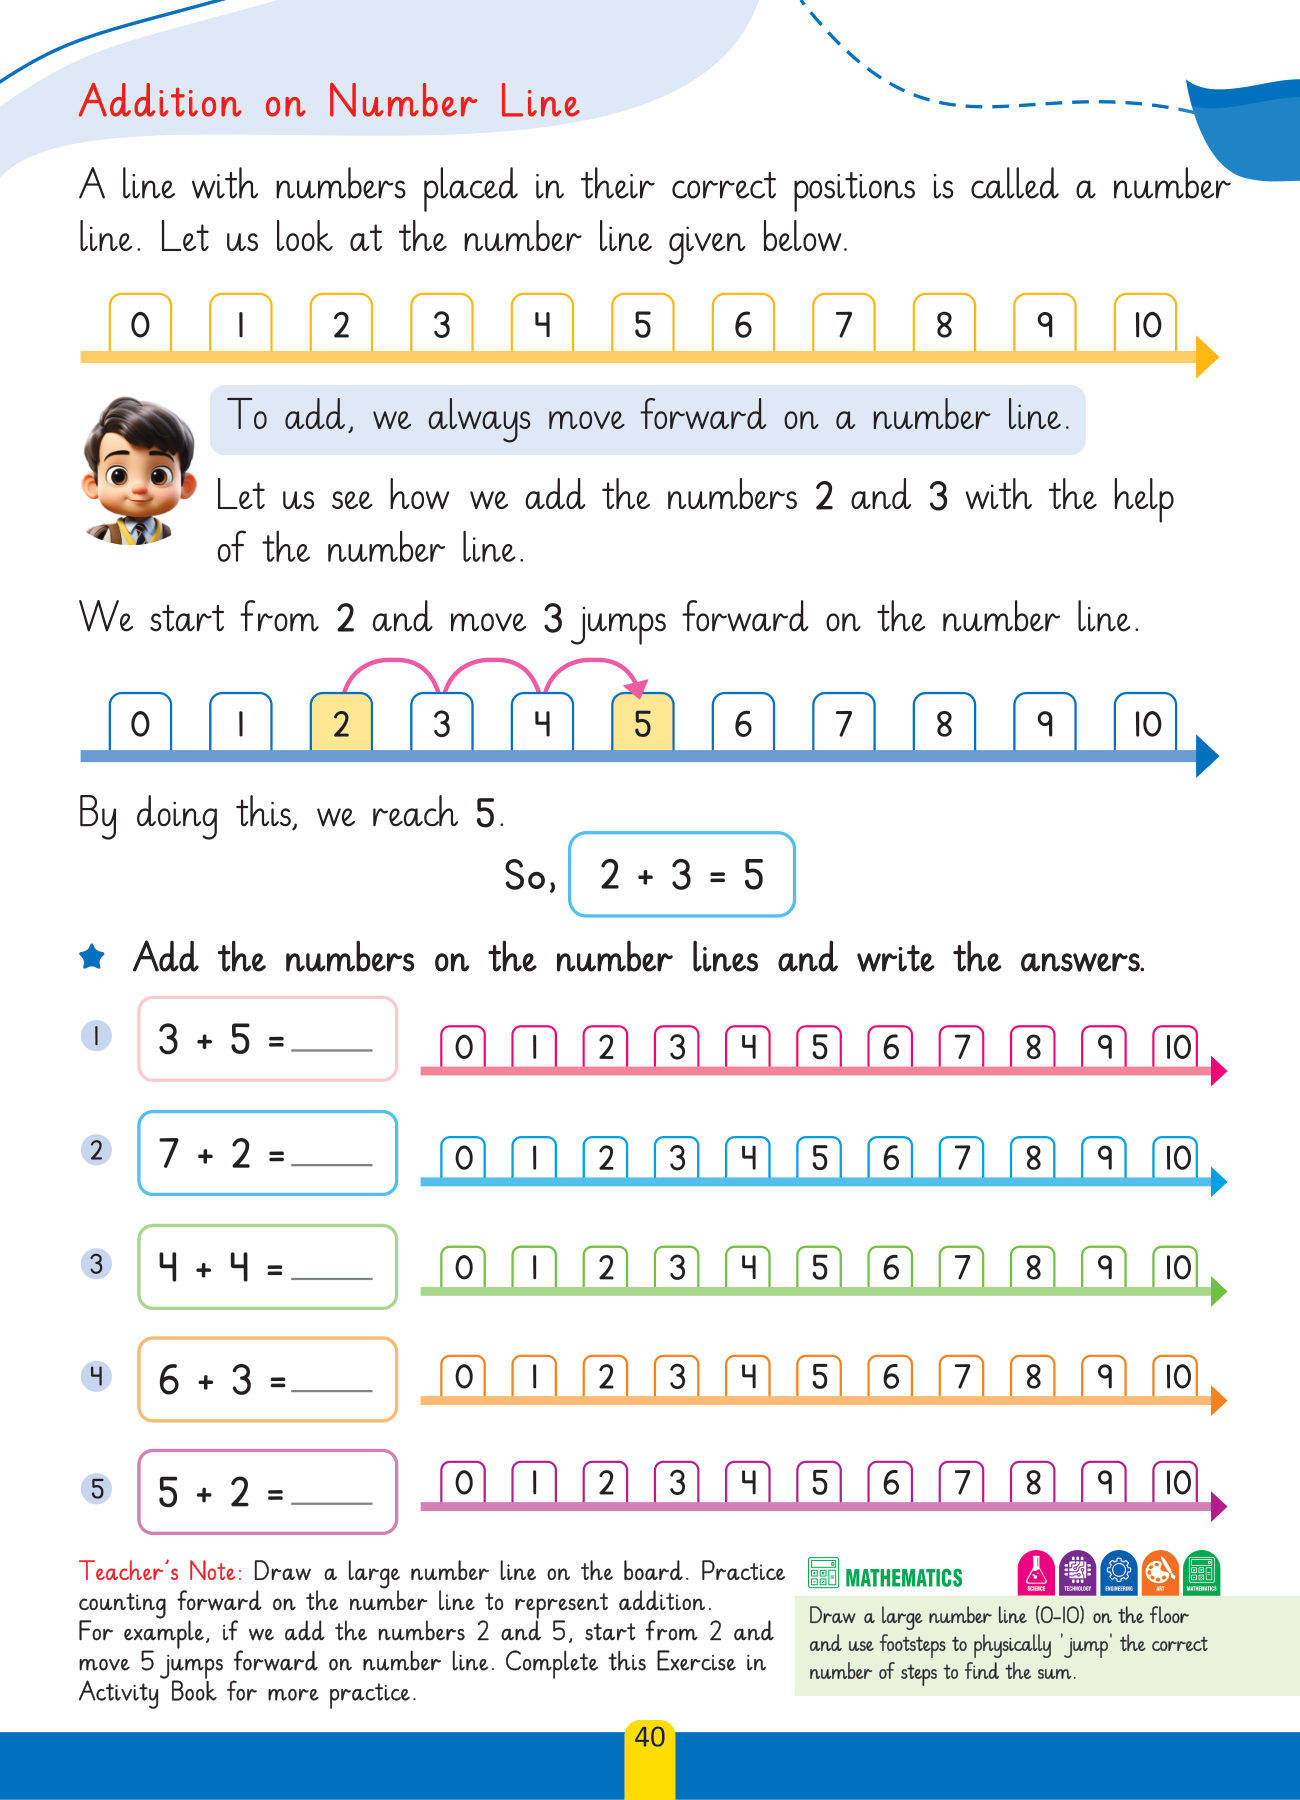 Addition on Number Line
A line with numbers placed in their correct positions is called a number
line. Let us look at the number line given below.
0 1 2 3 4 5 6 7 8 9 10
To add, we always move forward on a number line.
Let us see how we add the numbers 2 and 3 with the help
of the number line.
We start from 2 and move 3 jumps forward on the number line.
0 1 2 3 4 5 6 7 8 9 10
By doing this, we reach 5.
So, 2 + 3 = 5
Add the numbers on the number lines and write the answers.
1 3 + 5 = ______ 0 1 2 3 4 5 6 7 8 9 10
2 7 + 2 = ______ 0 1 2 3 4 5 6 7 8 9 10
3 4 + 4 = ______ 0 1 2 3 4 5 6 7 8 9 10
4 6 + 3 = ______ 0 1 2 3 4 5 6 7 8 9 10
5 5 + 2 = ______ 0 1 2 3 4 5 6 7 8 9 10
Teacher's Note: Draw a large number line on the board. Practice
counting forward on the number line to represent addition.
For example, if we add the numbers 2 and 5, start from 2 and
move 5 jumps forward on number line. Complete this Exercise in
Activity Book for more practice.
MATHEMATICS
SCIENCE TECHNOLOGY ENGINEERING ART MATHEMATICS
Draw a large number line (0-10) on the floor
and use footsteps to physically 'jump' the correct
number of steps to find the sum.
40